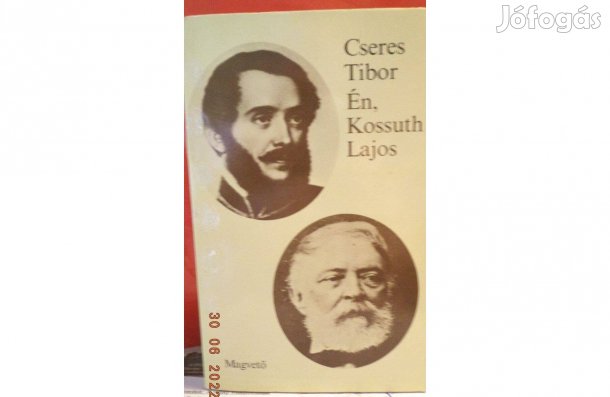 Jófogás
Cseres
Tibor
Én,
Kossuth
Lajos
Magvető
30 06 2022